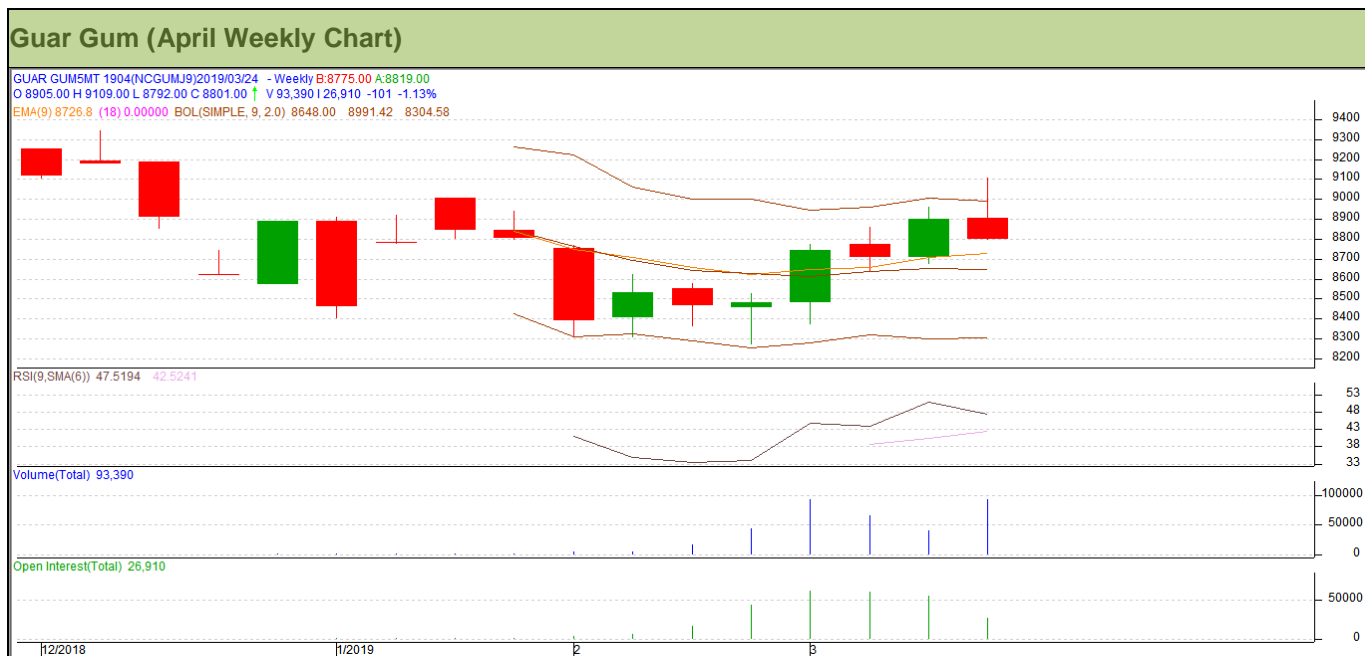 Guar Gum (April Weekly Chart)
GUAR GUM5MT 1904(NCGUMJ9)2019/03/24 - Weekly B:8775.00 A:8819.00
O 8905.00 H 9109.00 L 8792.00 C 8801.00 ↑ V 93,390 I 26,910 -101 -1.13%
EMA(9) 8726.8 (18) 0.00000 BOL(SIMPLE, 9, 2.0) 8648.00 8991.42 8304.58
9400
9300
9200
9100
9000
8900
8800
8700
8600
8500
8400
8300
8200
RSI(9,SMA(6)) 47.5194 42.5241
53
48
43
38
33
Volume(Total) 93,390
100000
50000
0
Open Interest(Total) 26,910
50000
0
12/2018 1/2019 2 3